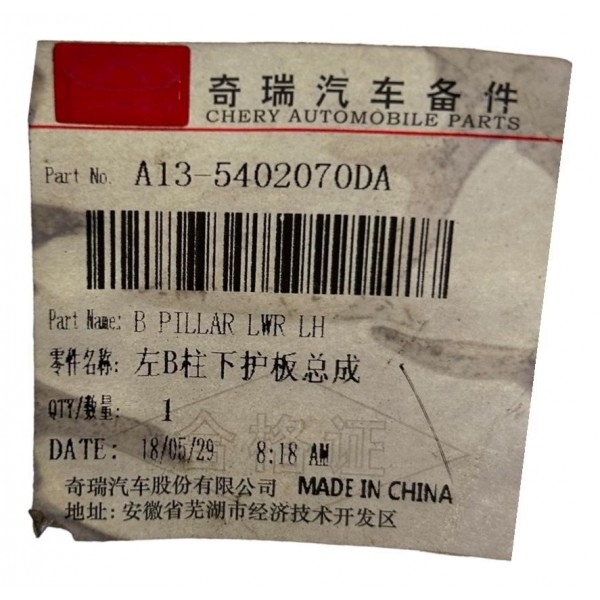 奇瑞汽车备件
CHERY AUTOMOBILE PARTS
Part No. A13-5402070DA
Part Name: B PILLAR LWR LH
零件名称: 左B柱下护板总成
QTY/数量: 1
合格证
DATE: 18/05/29 8:18 AM
奇瑞汽车股份有限公司 MADE IN CHINA
地址: 安徽省芜湖市经济技术开发区